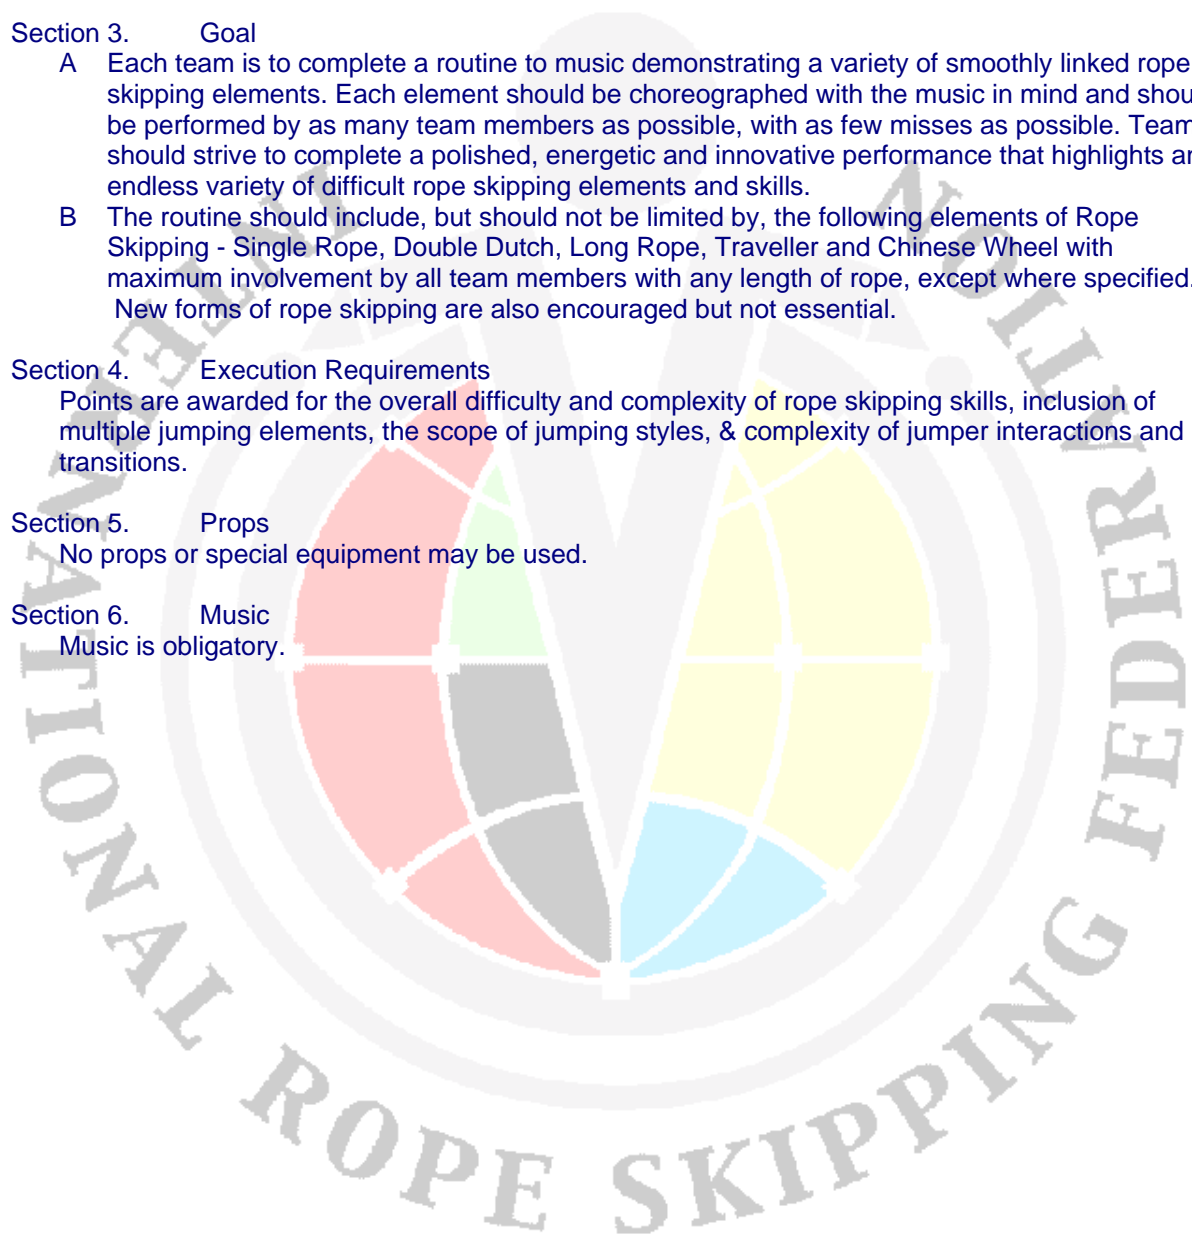 Section 3. Goal
A Each team is to complete a routine to music demonstrating a variety of smoothly linked rope
skipping elements. Each element should be choreographed with the music in mind and shou
be performed by as many team members as possible, with as few misses as possible. Team
should strive to complete a polished, energetic and innovative performance that highlights an
endless variety of difficult rope skipping elements and skills.
B The routine should include, but should not be limited by, the following elements of Rope
Skipping - Single Rope, Double Dutch, Long Rope, Traveller and Chinese Wheel with
maximum involvement by all team members with any length of rope, except where specified.
New forms of rope skipping are also encouraged but not essential.
Section 4. Execution Requirements
Points are awarded for the overall difficulty and complexity of rope skipping skills, inclusion of
multiple jumping elements, the scope of jumping styles, & complexity of jumper interactions and
transitions.
Section 5. Props
No props or special equipment may be used.
Section 6. Music
Music is obligatory.
INTERNATIONAL ROPE SKIPPING FEDERATION